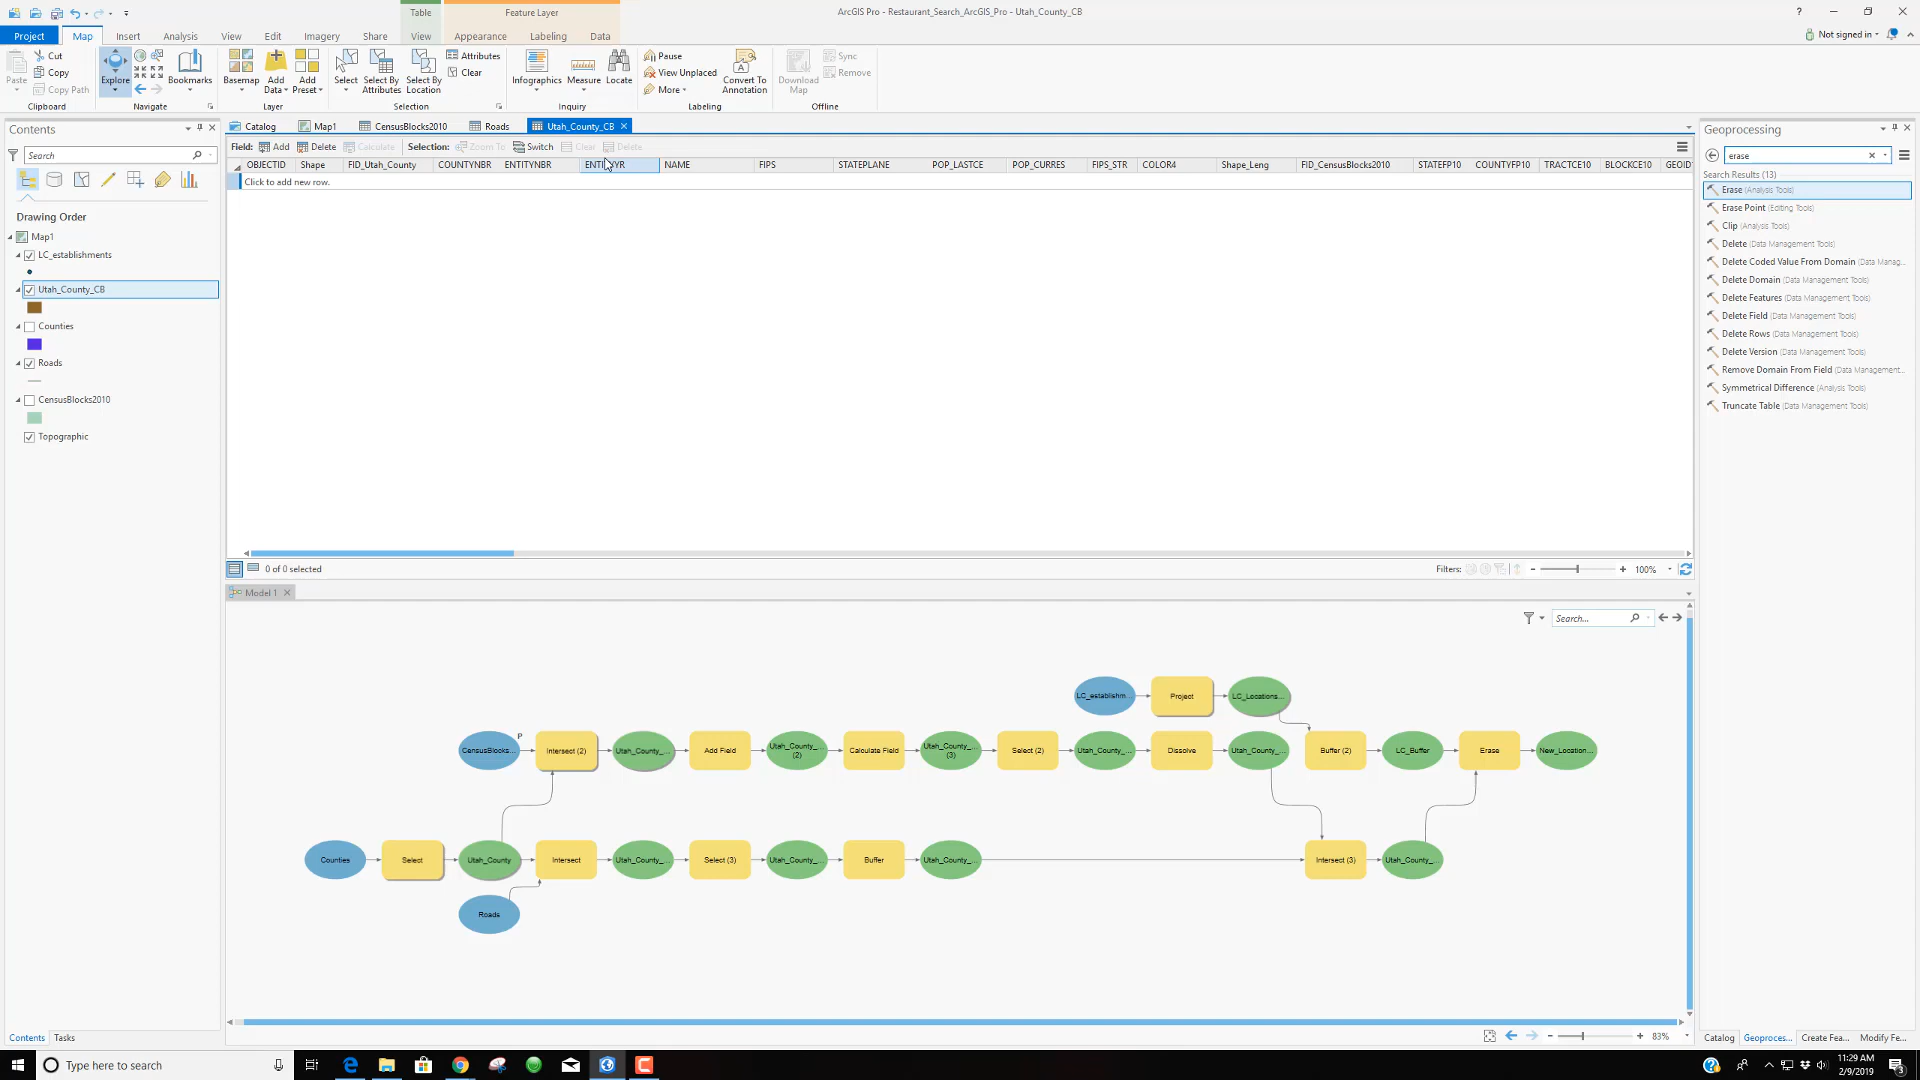 Table
Feature Layer
ArcGIS Pro - Restaurant_Search_ArcGIS_Pro - Utah_County_CB
?
Project Map Insert Analysis View Edit Imagery Share View Appearance Labeling Data
Not signed in
Paste
Cut
Copy
Copy Path
Clipboard
Explore
Bookmarks
Navigate
Basemap
Add Data
Add Preset
Layer
Select
Select By Attributes
Select By Location
Attributes
Clear
Selection
Infographics
Measure
Locate
Inquiry
Pause
View Unplaced
More
Convert To Annotation
Labeling
Download Map
Sync
Remove
Offline
Contents
Search
Drawing Order
Map1
LC_establishments
Utah_County_CB
Counties
Roads
CensusBlocks2010
Topographic
Contents Tasks
Catalog Map1 CensusBlocks2010 Roads Utah_County_CB
Field: Add Delete Calculate Selection: Zoom To Switch Clear Delete
OBJECTID Shape FID_Utah_County COUNTYNBR ENTITYNBR ENTITYYR NAME FIPS STATEPLANE POP_LASTCE POP_CURRES FIPS_STR COLOR4 Shape_Leng FID_CensusBlocks2010 STATEFP10 COUNTYFP10 TRACTCE10 BLOCKCE10 GEOID
Click to add new row.
0 of 0 selected
Filters: 100%
Model 1
Search...
LC_establishm... Project LC_Locations...
CensusBlocks... P Intersect (2) Utah_County_... Add Field Utah_County_... (2) Calculate Field Utah_County_... (3) Select (2) Utah_County_... Dissolve Utah_County_... Buffer (2) LC_Buffer Erase New_Location...
Counties Select Utah_County Intersect Utah_County_... Select (3) Utah_County_... Buffer Utah_County_... Intersect (3) Utah_County_...
Roads
83%
Geoprocessing
erase
Search Results (13)
Erase (Analysis Tools)
Erase Point (Editing Tools)
Clip (Analysis Tools)
Delete (Data Management Tools)
Delete Coded Value From Domain (Data Manag...
Delete Domain (Data Management Tools)
Delete Features (Data Management Tools)
Delete Field (Data Management Tools)
Delete Rows (Data Management Tools)
Delete Version (Data Management Tools)
Remove Domain From Field (Data Management...
Symmetrical Difference (Analysis Tools)
Truncate Table (Data Management Tools)
Catalog Geoproces... Create Fea... Modify Fe...
Type here to search
11:29 AM
2/9/2019
3